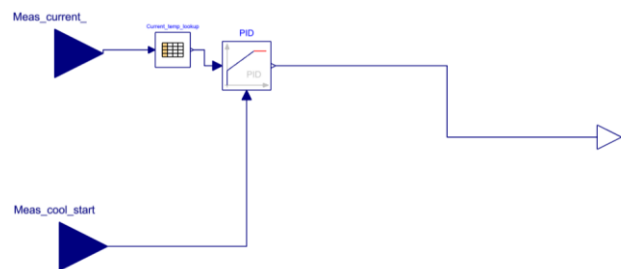 Meas_current_
Current_temp_lookup
PID
PID
Meas_cool_start